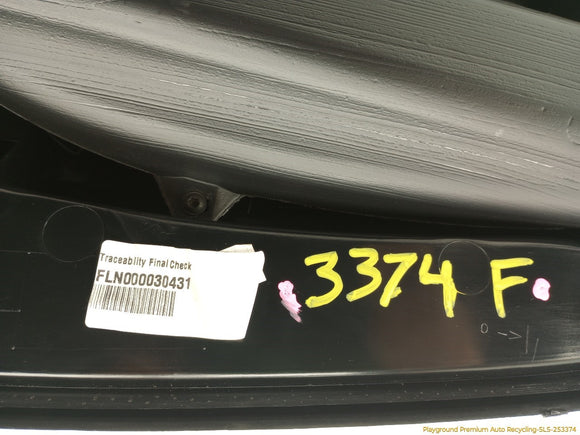 Traceability Final Check
FLN000030431
3374 F
Playground Premium Auto Recycling-SLS-253374